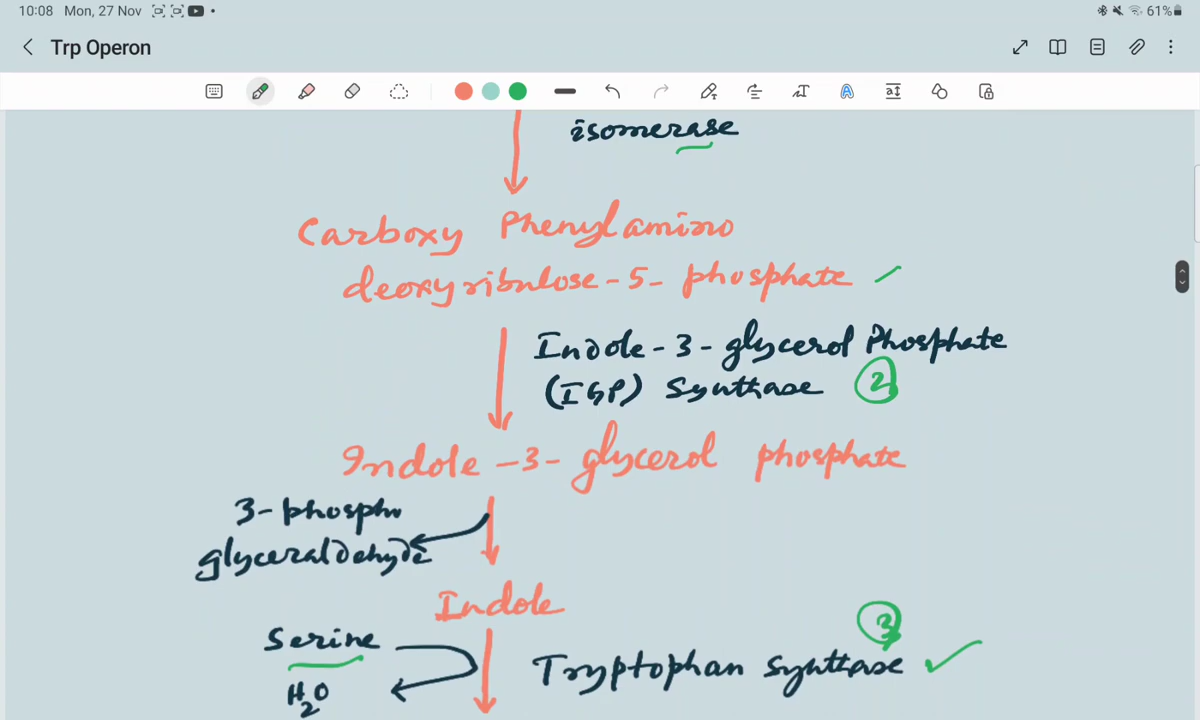 10:08 Mon, 27 Nov
61%
Trp Operon
isomerase
Carboxy Phenylamino
deoxyribulose-5-phosphate
Indole-3-glycerol Phosphate
(IGP) Synthase 2
Indole-3-glycerol phosphate
3-phospho
glyceraldehyde
Indole
3
Serine
Tryptophan Synthase
H2O